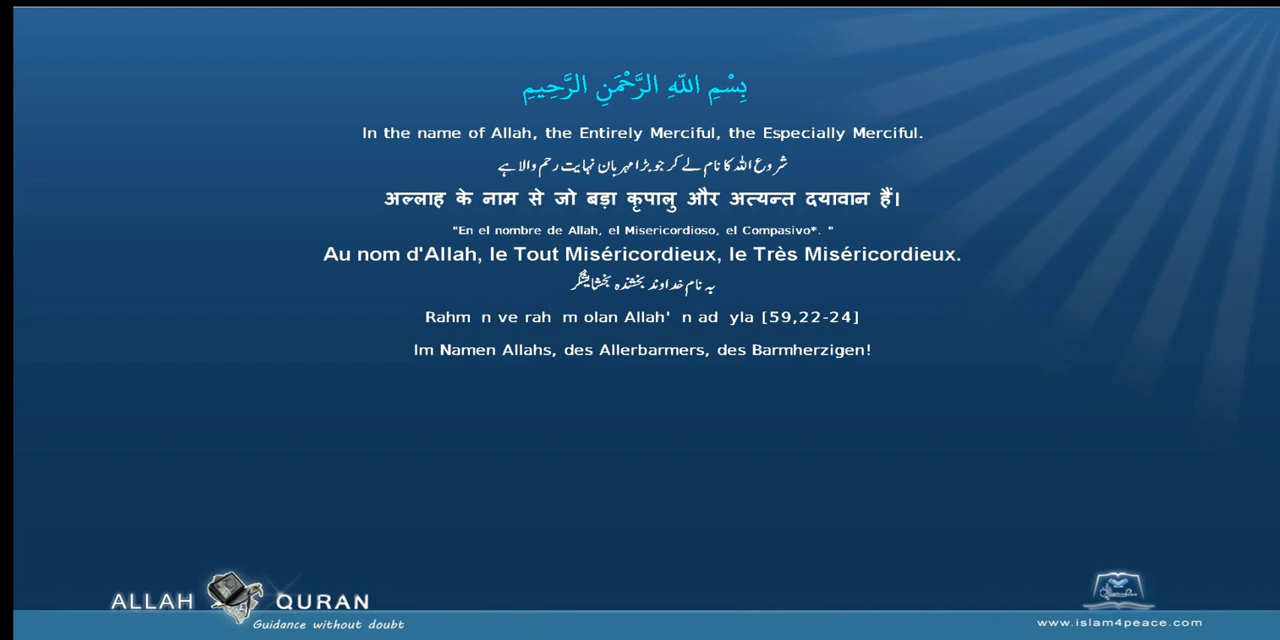 بِسْمِ اللّهِ الرَّحْمَنِ الرَّحِيمِ
In the name of Allah, the Entirely Merciful, the Especially Merciful.
شروع الله کا نام لے کر جو بڑا مہربان نہایت رحم والا ہے
अल्लाह के नाम से जो बड़ा कृपालु और अत्यन्त दयावान हैं।
"En el nombre de Allah, el Misericordioso, el Compasivo*. "
Au nom d'Allah, le Tout Miséricordieux, le Très Miséricordieux.
به نام خداوند بخشنده بخشایشگر
Rahm n ve rah m olan Allah' n ad yla [59,22-24]
Im Namen Allahs, des Allerbarmers, des Barmherzigen!
ALLAH QURAN
Guidance without doubt
www.islam4peace.com